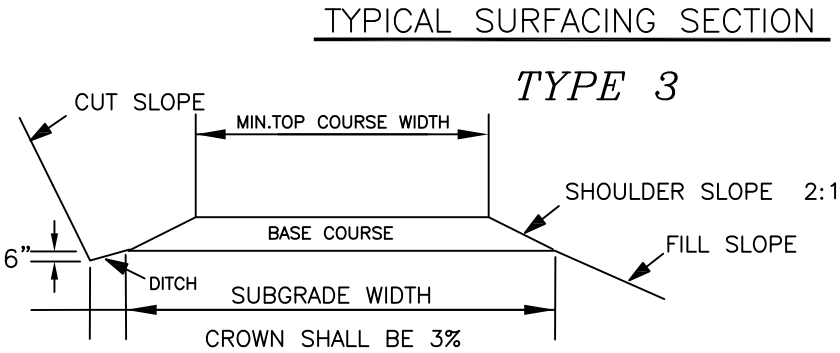 TYPICAL SURFACING SECTION
TYPE 3
CUT SLOPE
MIN.TOP COURSE WIDTH
SHOULDER SLOPE 2:1
BASE COURSE
FILL SLOPE
6"
DITCH
SUBGRADE WIDTH
CROWN SHALL BE 3%